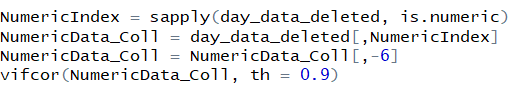 NumericIndex = sapply(day_data_deleted, is.numeric)
NumericData_Coll = day_data_deleted[,NumericIndex]
NumericData_Coll = NumericData_Coll[,-6]
vifcor(NumericData_Coll, th = 0.9)